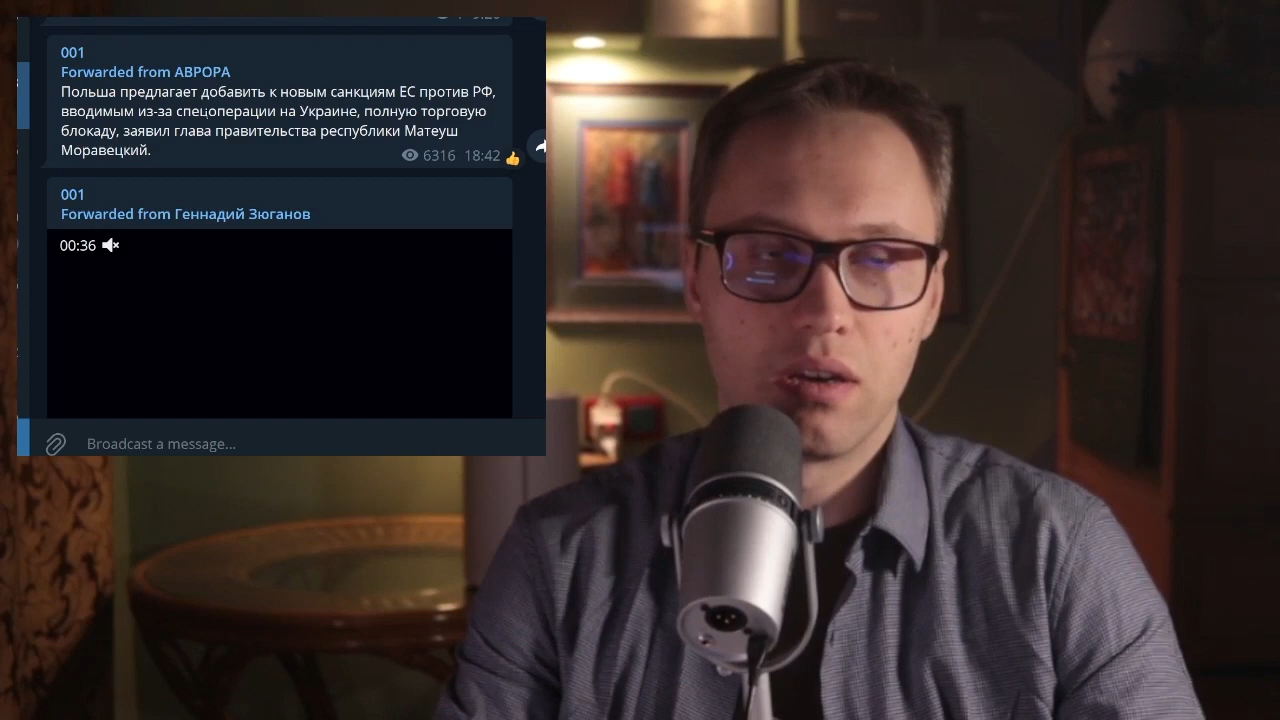 001
Forwarded from АВРОРА
Польша предлагает добавить к новым санкциям ЕС против РФ,
вводимым из-за спецоперации на Украине, полную торговую
блокаду, заявил глава правительства республики Матеуш
Моравецкий.
6316 18:42
001
Forwarded from Геннадий Зюганов
00:36
Broadcast a message...